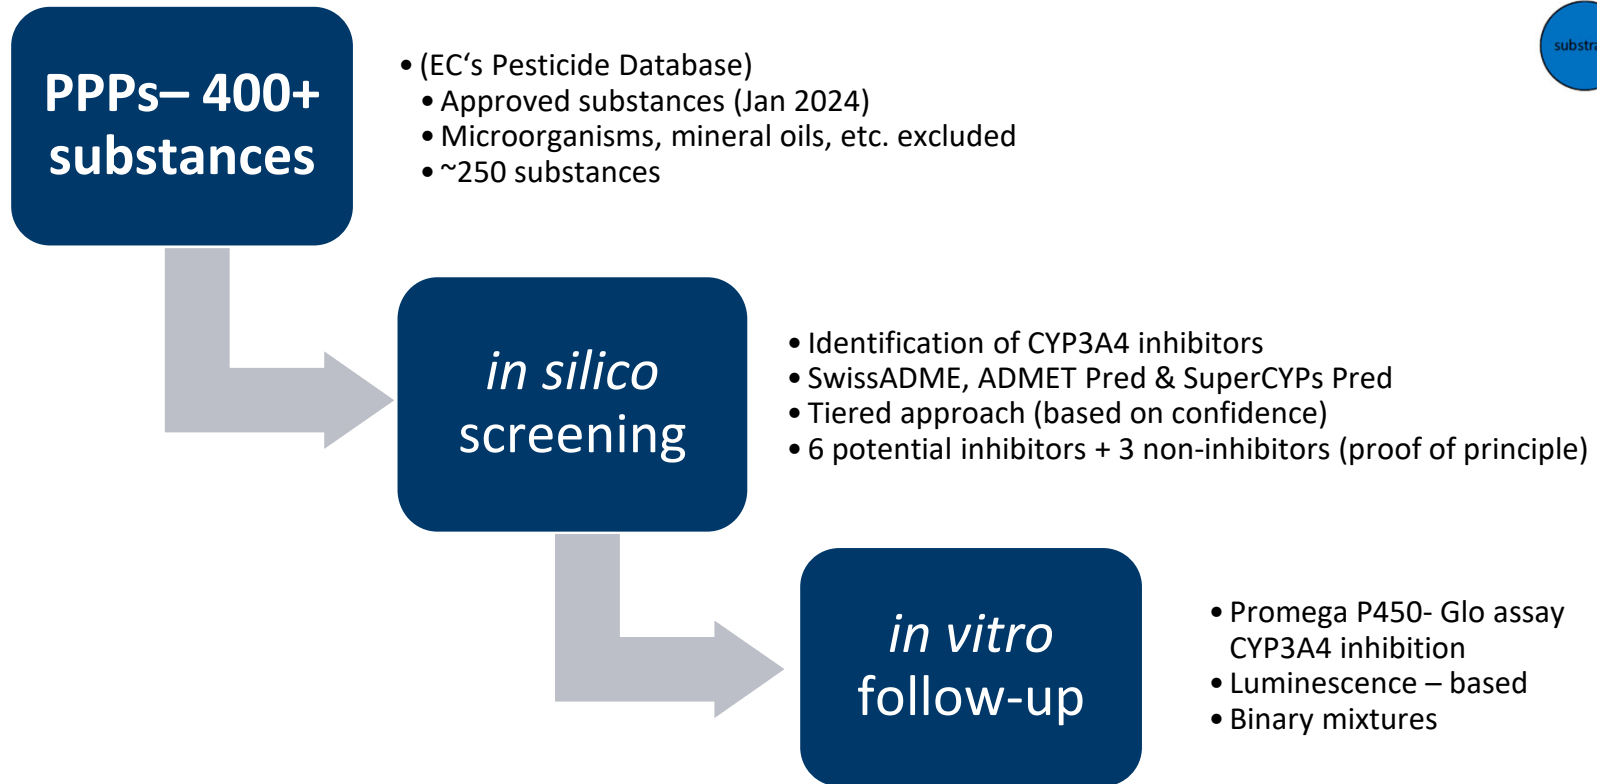 PPPs– 400+
substances
• (EC‘s Pesticide Database)
• Approved substances (Jan 2024)
• Microorganisms, mineral oils, etc. excluded
• ~250 substances
in silico
screening
• Identification of CYP3A4 inhibitors
• SwissADME, ADMET Pred & SuperCYPs Pred
• Tiered approach (based on confidence)
• 6 potential inhibitors + 3 non-inhibitors (proof of principle)
in vitro
follow-up
• Promega P450- Glo assay
CYP3A4 inhibition
• Luminescence – based
• Binary mixtures